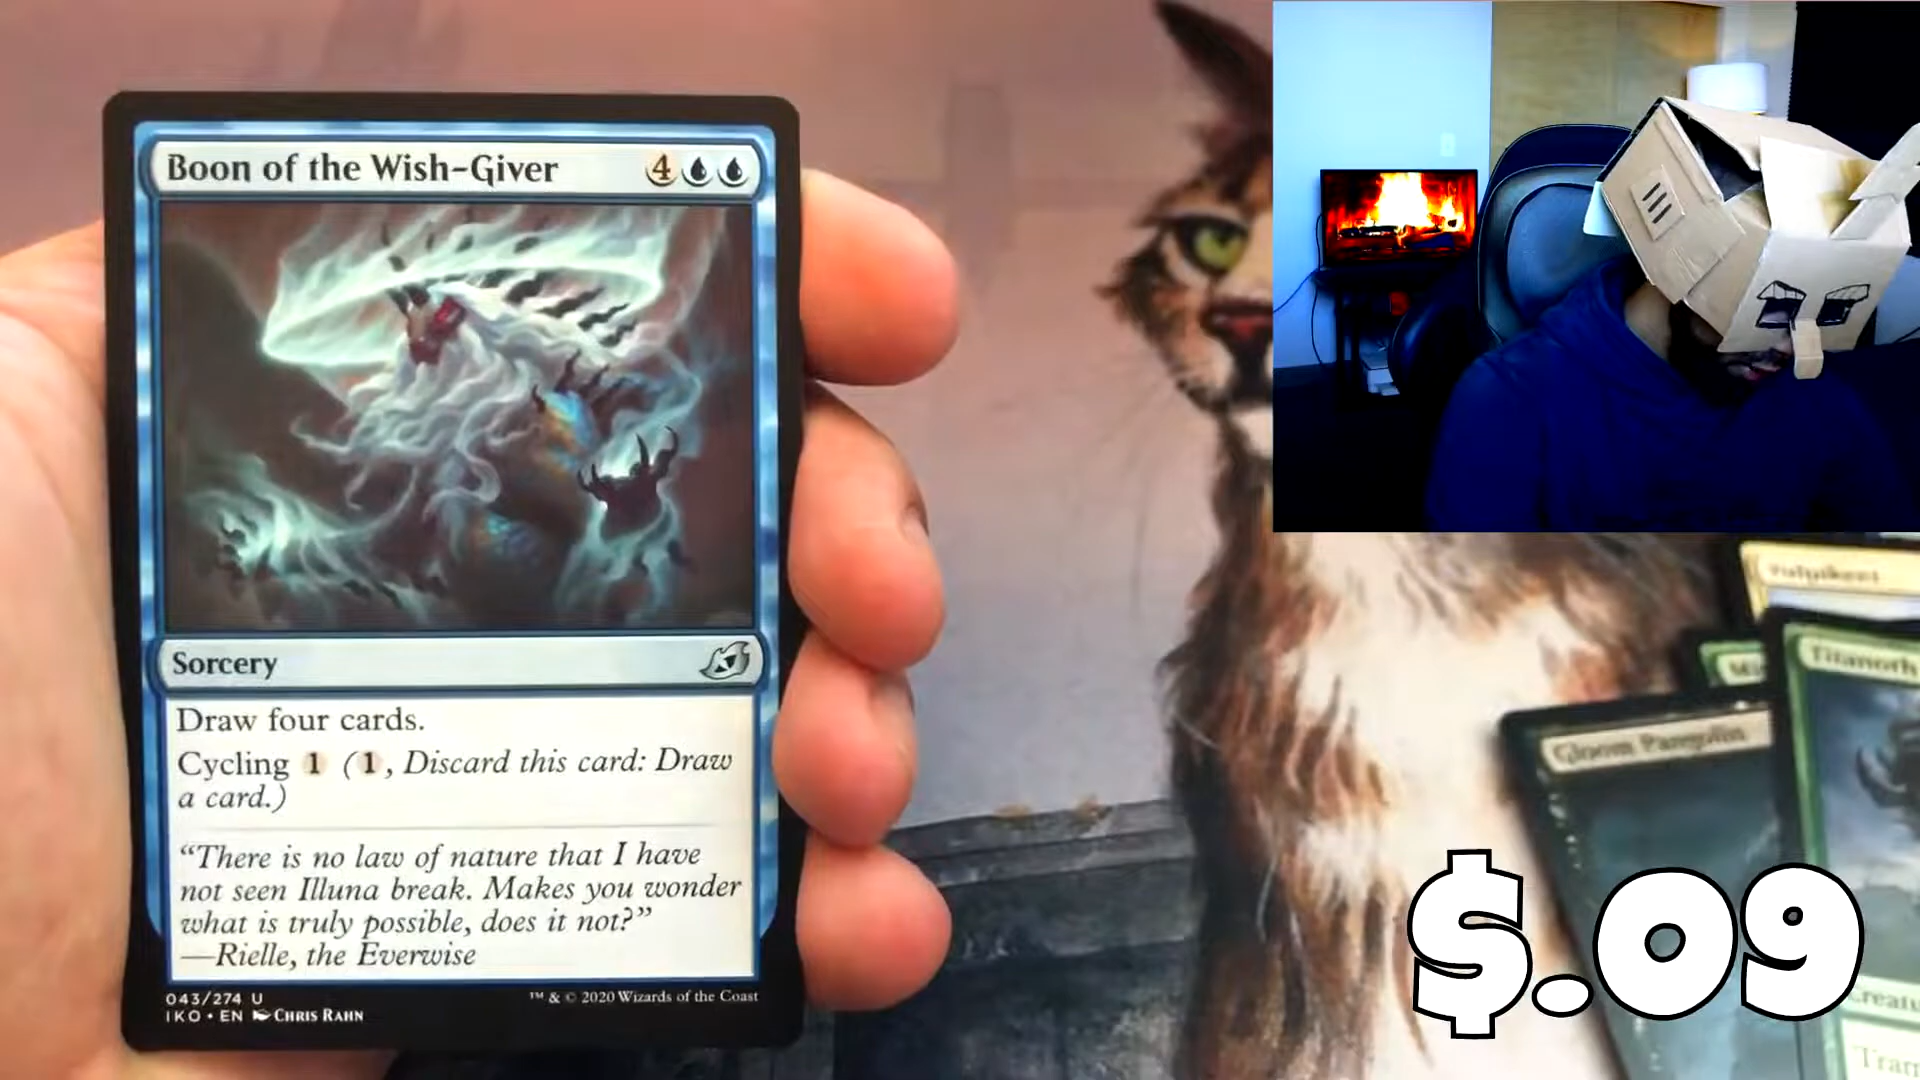 Boon of the Wish-Giver 4
Sorcery
Draw four cards.
Cycling 1 (1, Discard this card: Draw
a card.)
“There is no law of nature that I have
not seen Illuna break. Makes you wonder
what is truly possible, does it not?”
—Rielle, the Everwise
043/274 U
IKO • EN Chris Rahn
™ & © 2020 Wizards of the Coast
Titanoth
Gloom Pangolin
$.09